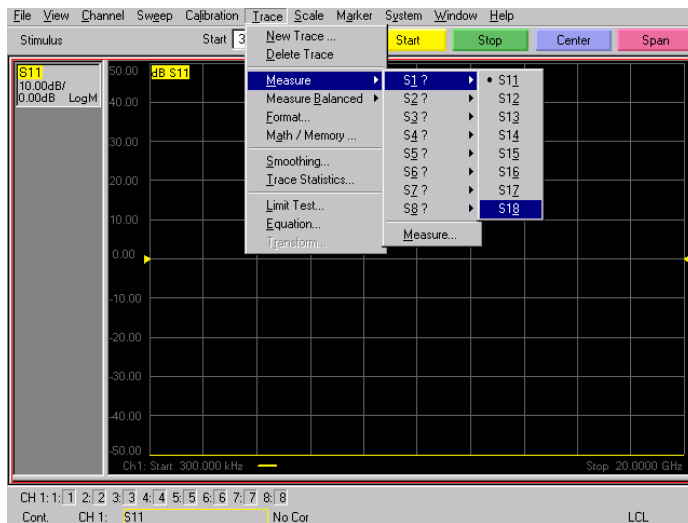 File View Channel Sweep Calibration Trace Scale Marker System Window Help
Stimulus Start 3 Start Stop Center Span
New Trace ...
Delete Trace
Measure
Measure Balanced
Format...
Math / Memory ...
Smoothing...
Trace Statistics...
Limit Test...
Equation...
Transform...
S1 ?
S2 ?
S3 ?
S4 ?
S5 ?
S6 ?
S7 ?
S8 ?
Measure...
S11
S12
S13
S14
S15
S16
S17
S18
S11
10.00dB/
0.00dB LogM
50.00 dB S11
40.00
30.00
20.00
10.00
0.00
-10.00
-20.00
-30.00
-40.00
-50.00
Ch1: Start 300.000 kHz Stop 20.0000 GHz
CH 1: 1: 1 2: 2 3: 3 4: 4 5: 5 6: 6 7: 7 8: 8
Cont. CH 1: S11 No Cor LCL